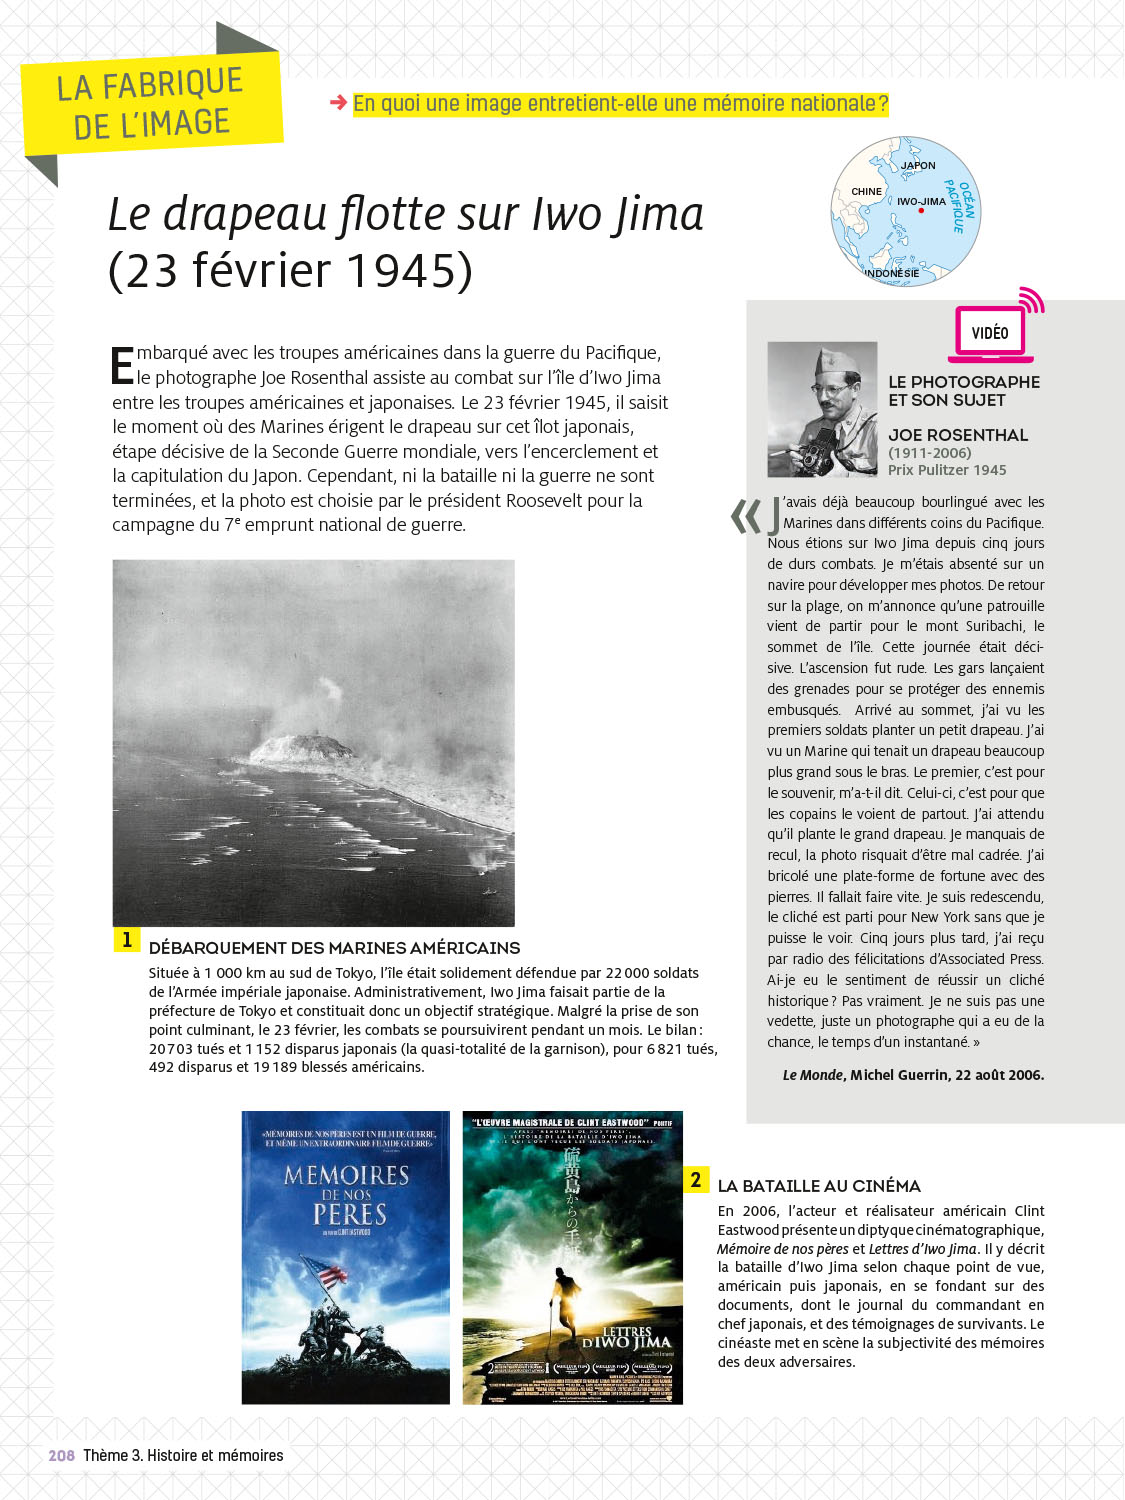 LA FABRIQUE
DE L'IMAGE
➔ En quoi une image entretient-elle une mémoire nationale ?
JAPON
CHINE
IWO-JIMA
OCÉAN
PACIFIQUE
INDONÉSIE
Le drapeau flotte sur Iwo Jima
(23 février 1945)
Embarqué avec les troupes américaines dans la guerre du Pacifique,
le photographe Joe Rosenthal assiste au combat sur l'île d'Iwo Jima
entre les troupes américaines et japonaises. Le 23 février 1945, il saisit
le moment où des Marines érigent le drapeau sur cet îlot japonais,
étape décisive de la Seconde Guerre mondiale, vers l'encerclement et
la capitulation du Japon. Cependant, ni la bataille ni la guerre ne sont
terminées, et la photo est choisie par le président Roosevelt pour la
campagne du 7e emprunt national de guerre.
1 DÉBARQUEMENT DES MARINES AMÉRICAINS
Située à 1 000 km au sud de Tokyo, l'île était solidement défendue par 22 000 soldats
de l'Armée impériale japonaise. Administrativement, Iwo Jima faisait partie de la
préfecture de Tokyo et constituait donc un objectif stratégique. Malgré la prise de son
point culminant, le 23 février, les combats se poursuivirent pendant un mois. Le bilan :
20 703 tués et 1 152 disparus japonais (la quasi-totalité de la garnison), pour 6 821 tués,
492 disparus et 19 189 blessés américains.
VIDÉO
LE PHOTOGRAPHE
ET SON SUJET
JOE ROSENTHAL
(1911-2006)
Prix Pulitzer 1945
« J'avais déjà beaucoup bourlingué avec les
Marines dans différents coins du Pacifique.
Nous étions sur Iwo Jima depuis cinq jours
de durs combats. Je m'étais absenté sur un
navire pour développer mes photos. De retour
sur la plage, on m'annonce qu'une patrouille
vient de partir pour le mont Suribachi, le
sommet de l'île. Cette journée était déci-
sive. L'ascension fut rude. Les gars lançaient
des grenades pour se protéger des ennemis
embusqués. Arrivé au sommet, j'ai vu les
premiers soldats planter un petit drapeau. J'ai
vu un Marine qui tenait un drapeau beaucoup
plus grand sous le bras. Le premier, c'est pour
le souvenir, m'a-t-il dit. Celui-ci, c'est pour que
les copains le voient de partout. J'ai attendu
qu'il plante le grand drapeau. Je manquais de
recul, la photo risquait d'être mal cadrée. J'ai
bricolé une plate-forme de fortune avec des
pierres. Il fallait faire vite. Je suis redescendu,
le cliché est parti pour New York sans que je
puisse le voir. Cinq jours plus tard, j'ai reçu
par radio des félicitations d'Associated Press.
Ai-je eu le sentiment de réussir un cliché
historique ? Pas vraiment. Je ne suis pas une
vedette, juste un photographe qui a eu de la
chance, le temps d'un instantané. »
Le Monde, Michel Guerrin, 22 août 2006.
«MÉMOIRES DE NOS PÈRES EST UN FILM DE GUERRE,
ET MÊME UN EXTRAORDINAIRE FILM DE GUERRE»
MÉMOIRES
DE NOS
PÈRES
UN FILM DE CLINT EASTWOOD
"L'ŒUVRE MAGISTRALE DE CLINT EASTWOOD" POSITIF
APRÈS "MÉMOIRES DE NOS PÈRES",
L'HISTOIRE DE LA BATAILLE D'IWO JIMA
硫黄島からの手紙
LETTRES
D'IWO JIMA
MEILLEUR FILM
MEILLEUR FILM
2 LA BATAILLE AU CINÉMA
En 2006, l'acteur et réalisateur américain Clint
Eastwood présente un diptyque cinématographique,
Mémoire de nos pères et Lettres d'Iwo Jima. Il y décrit
la bataille d'Iwo Jima selon chaque point de vue,
américain puis japonais, en se fondant sur des
documents, dont le journal du commandant en
chef japonais, et des témoignages de survivants. Le
cinéaste met en scène la subjectivité des mémoires
des deux adversaires.
208 Thème 3. Histoire et mémoires